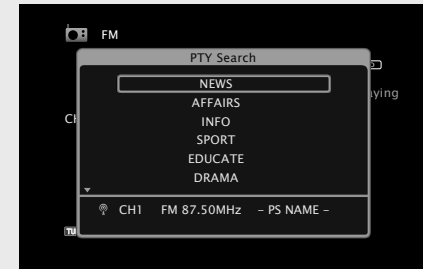 FM
PTY Search
NEWS
AFFAIRS
INFO
SPORT
EDUCATE
DRAMA
CH1 FM 87.50MHz – PS NAME –